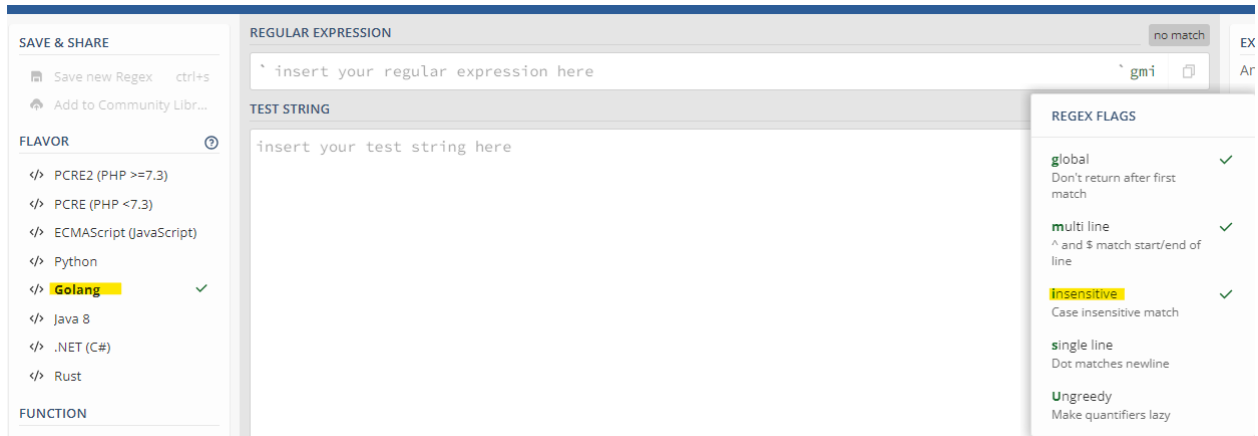 SAVE & SHARE
Save new Regex ctrl+s
Add to Community Libr...
FLAVOR
</> PCRE2 (PHP >=7.3)
</> PCRE (PHP <7.3)
</> ECMAScript (JavaScript)
</> Python
</> Golang
</> Java 8
</> .NET (C#)
</> Rust
FUNCTION
REGULAR EXPRESSION
no match
` insert your regular expression here ` gmi
TEST STRING
insert your test string here
REGEX FLAGS
global
Don't return after first
match
multi line
^ and $ match start/end of
line
insensitive
Case insensitive match
single line
Dot matches newline
Ungreedy
Make quantifiers lazy
EX
Ar